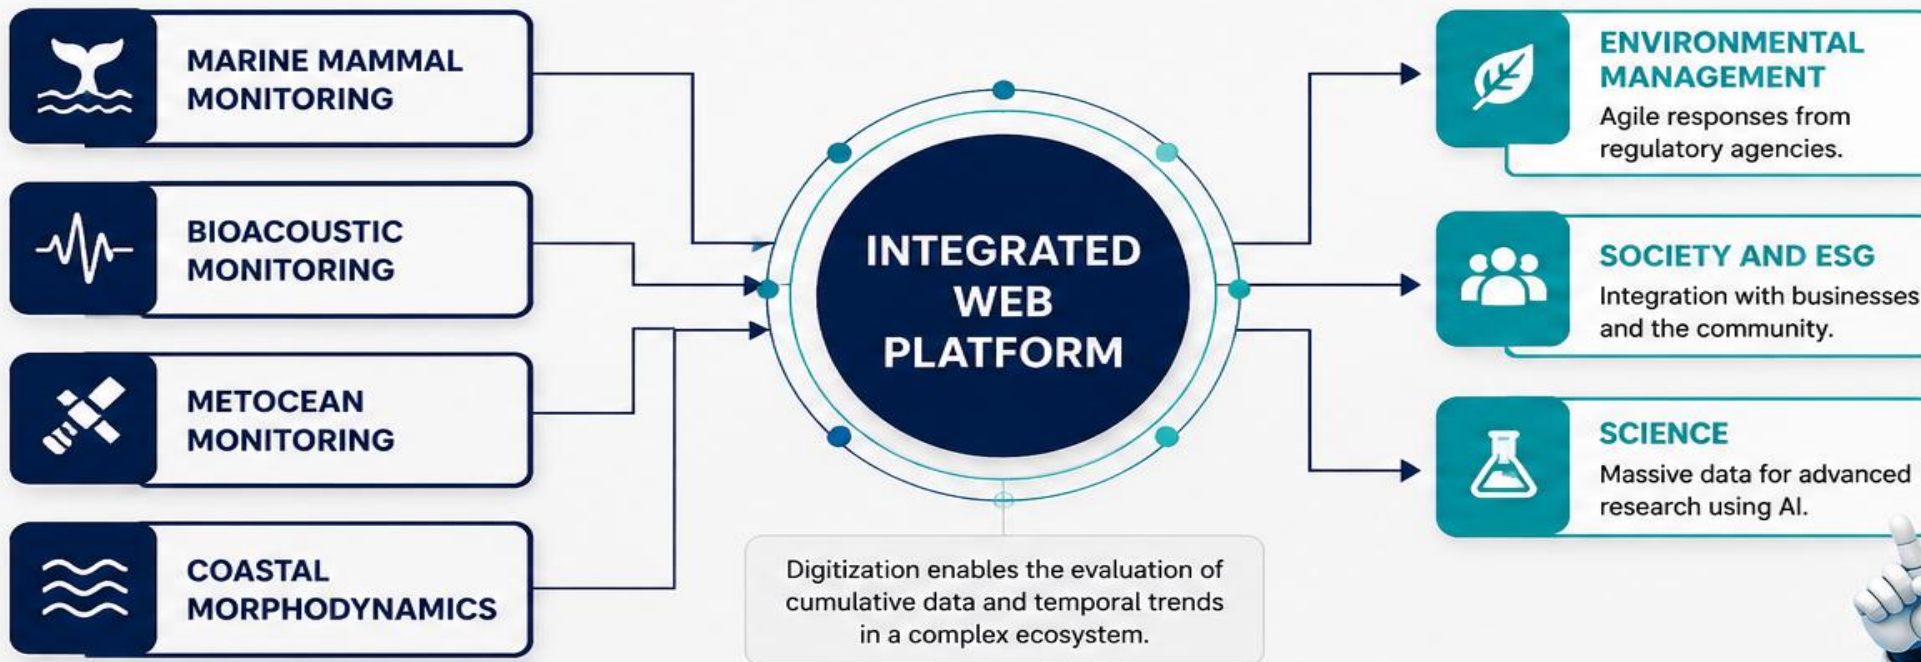 MARINE MAMMAL
MONITORING
BIOACOUSTIC
MONITORING
METOCEAN
MONITORING
COASTAL
MORPHODYNAMICS
INTEGRATED
WEB
PLATFORM
Digitization enables the evaluation of
cumulative data and temporal trends
in a complex ecosystem.
ENVIRONMENTAL
MANAGEMENT
Agile responses from
regulatory agencies.
SOCIETY AND ESG
Integration with businesses
and the community.
SCIENCE
Massive data for advanced
research using AI.